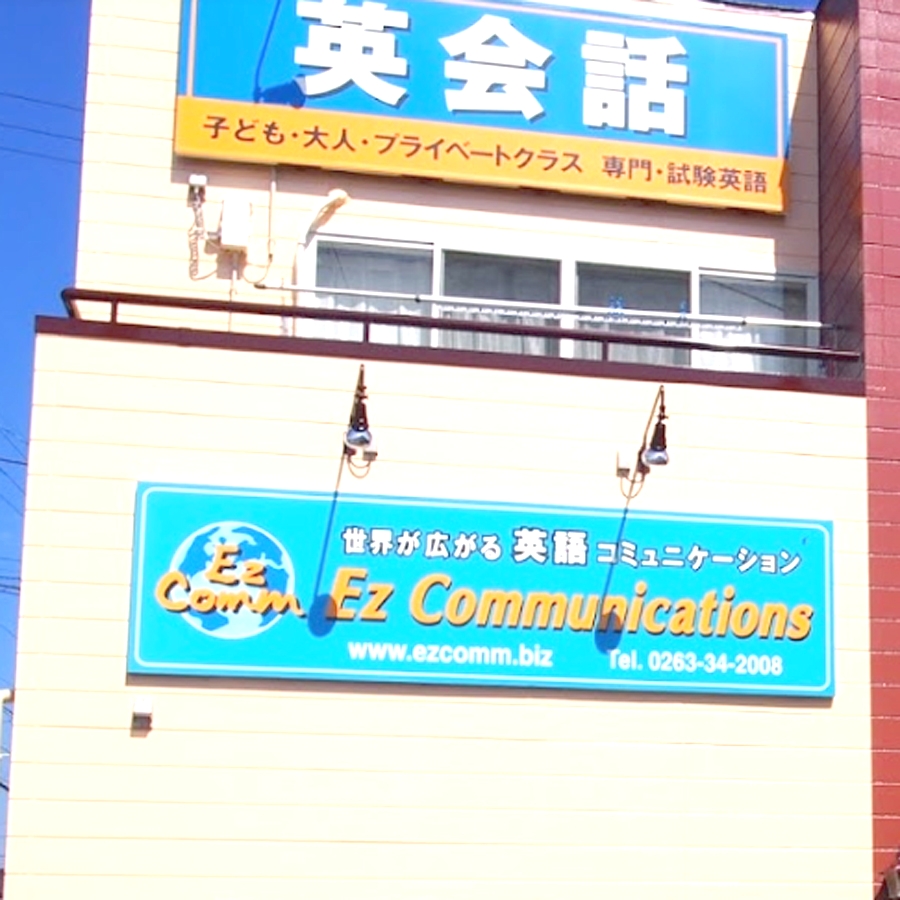 英会話
子ども・大人・プライベートクラス 専門・試験英語
世界が広がる 英語 コミュニケーション
Ez Comm
Ez Communications
www.ezcomm.biz Tel. 0263-34-2008